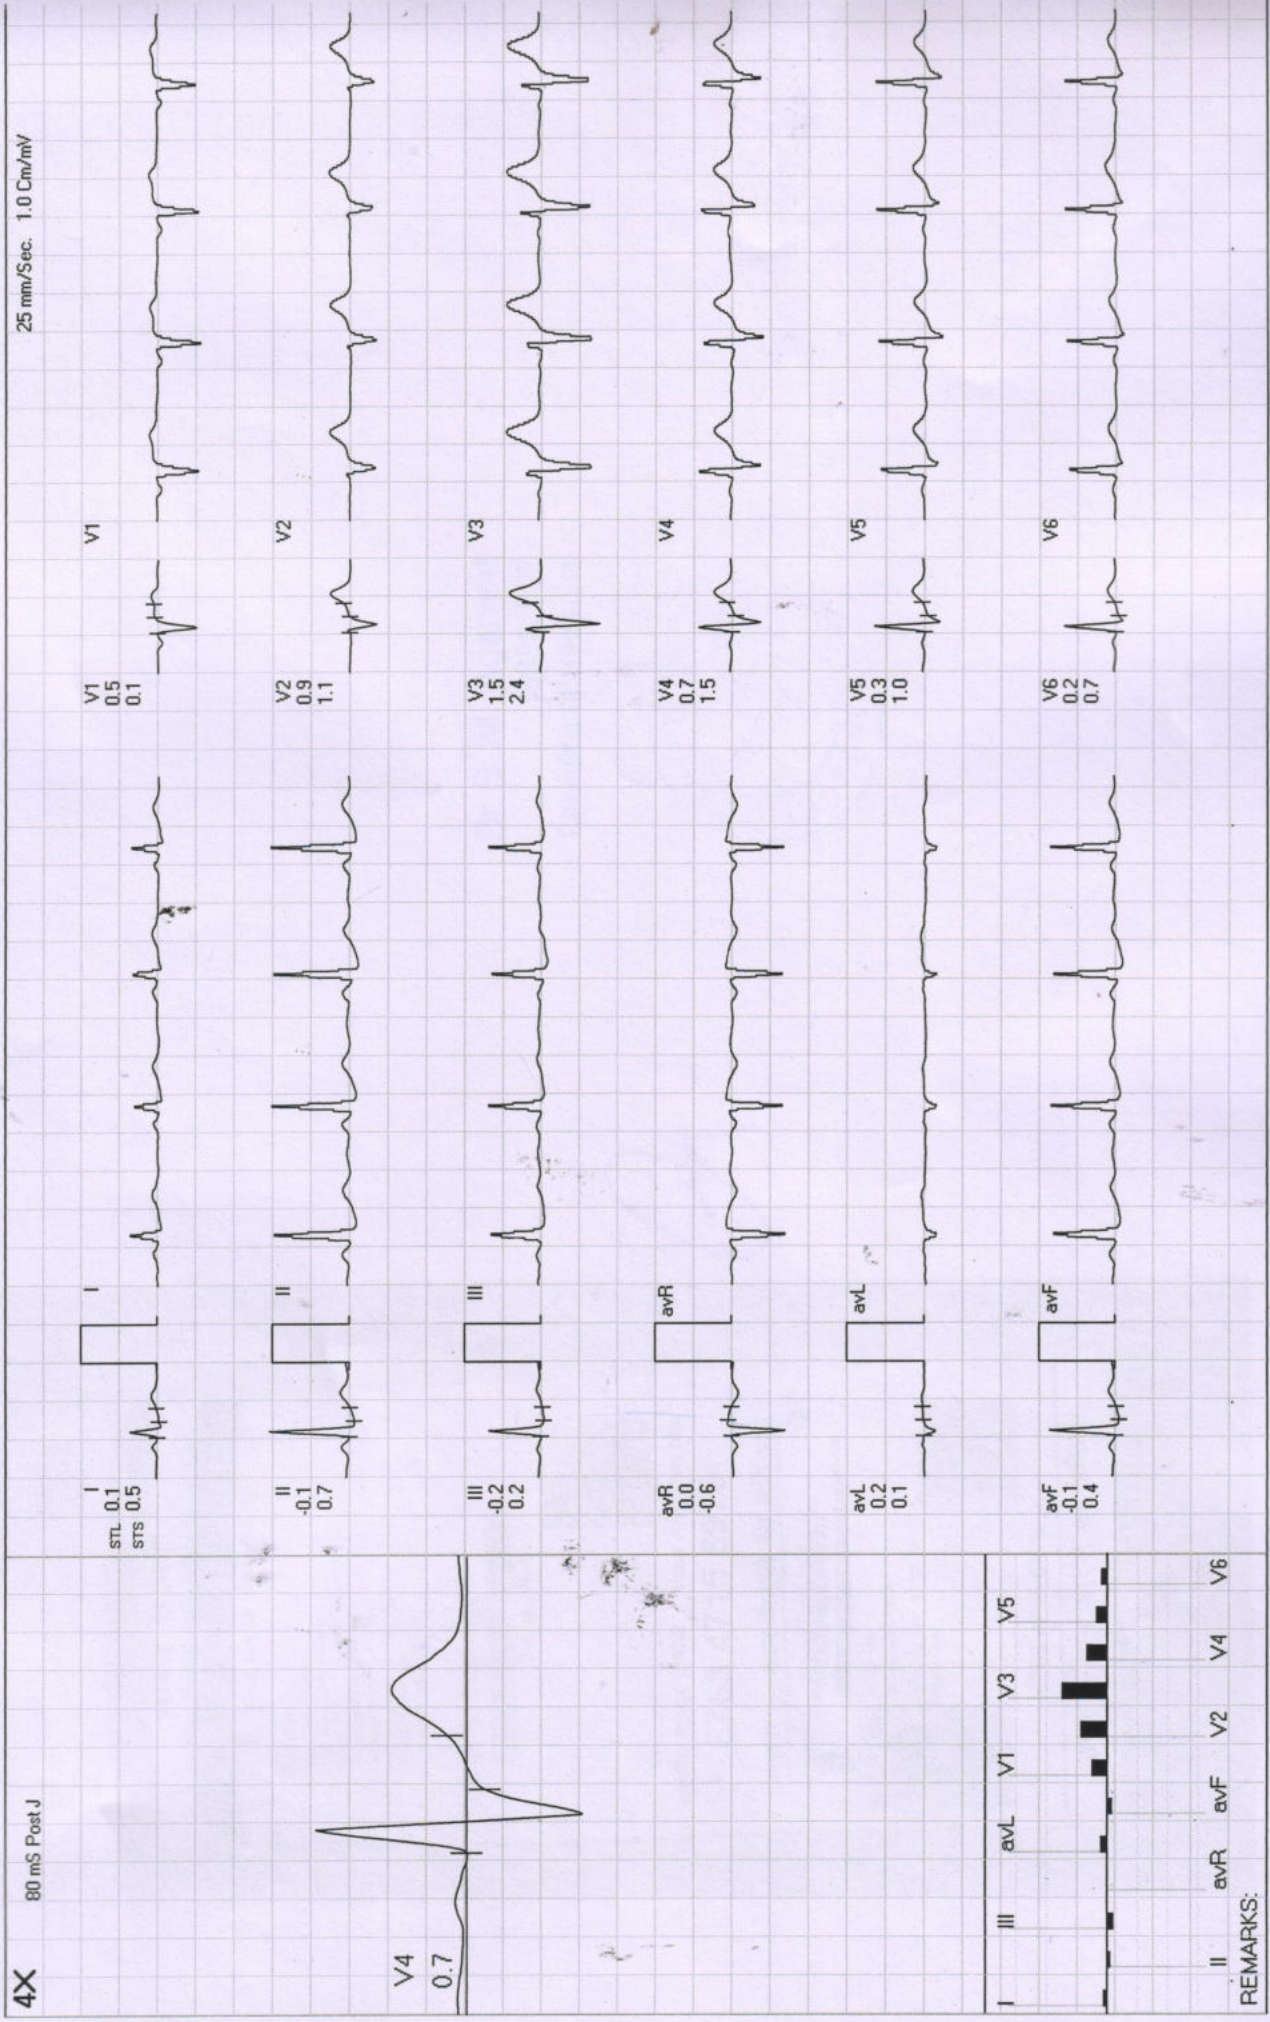 4X
80 mS Post J
25 mm/Sec. 1.0 Cm/mV
V4
0.7
I
STL 0.1
STS 0.5
I
V1
0.5
0.1
V1
II
-0.1
0.7
II
V2
0.9
1.1
V2
III
-0.2
0.2
III
V3
1.5
2.4
V3
avR
0.0
-0.6
avR
V4
0.7
1.5
V4
avL
0.2
0.1
avL
V5
0.3
1.0
V5
avF
-0.1
0.4
avF
V6
0.2
0.7
V6
I III avL V1 V3 V5
II avR avF V2 V4 V6
REMARKS: